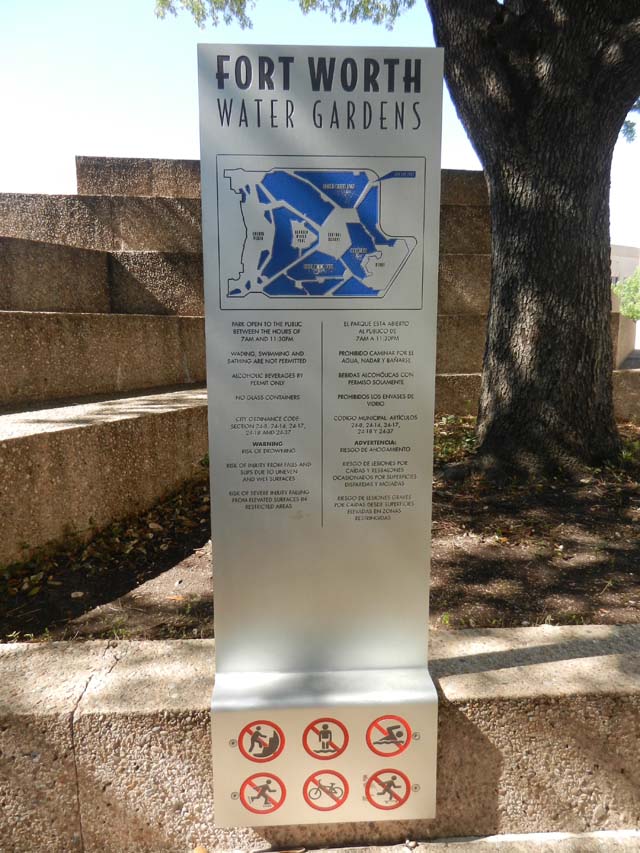 FORT WORTH
WATER GARDENS
PARK OPEN TO THE PUBLIC
BETWEEN THE HOURS OF
7AM AND 11:30PM
WADING, SWIMMING AND
BATHING ARE NOT PERMITTED
ALCOHOLIC BEVERAGES BY
PERMIT ONLY
NO GLASS CONTAINERS
CITY ORDINANCE CODE:
SECTION 24-9, 24-14, 24-17,
24-18 AND 24-37
WARNING
RISK OF DROWNING
RISK OF INJURY FROM FALLS AND
SLIPS DUE TO UNEVEN
AND WET SURFACES
RISK OF SEVERE INJURY FALLING
FROM ELEVATED SURFACES IN
RESTRICTED AREAS
EL PARQUE ESTA ABIERTO
AL PUBLICO DE
7AM A 11:30PM
PROHIBIDO CAMINAR POR EL
AGUA, NADAR Y BAÑARSE
BEBIDAS ALCOHÓLICAS CON
PERMISO SOLAMENTE
PROHIBIDOS LOS ENVASES DE
VIDRIO
CODIGO MUNICIPAL: ARTÍCULOS
24-9, 24-14, 24-17,
24-18 Y 24-37
ADVERTENCIA:
RIESGO DE AHOGAMIENTO
RIESGO DE LESIONES POR
CAÍDAS Y RESBALONES
OCASIONADOS POR SUPERFICIES
DISPAREJAS Y MOJADAS
RIESGO DE LESIONES GRAVES
POR CAÍDAS DESDE SUPERFICIES
ELEVADAS EN ZONAS
RESTRINGIDAS